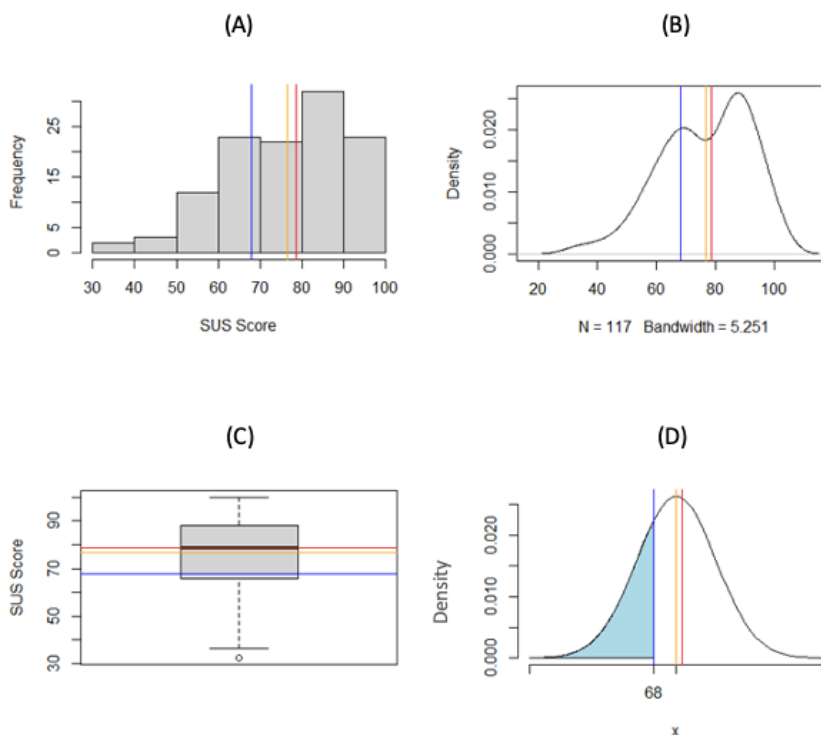 (A)
Frequency
25
15
5
0
30 40 50 60 70 80 90 100
SUS Score
(B)
Density
0.020
0.010
0.000
20 40 60 80 100
N = 117 Bandwidth = 5.251
(C)
SUS Score
90
70
50
30
(D)
Density
0.020
0.010
0.000
68
x